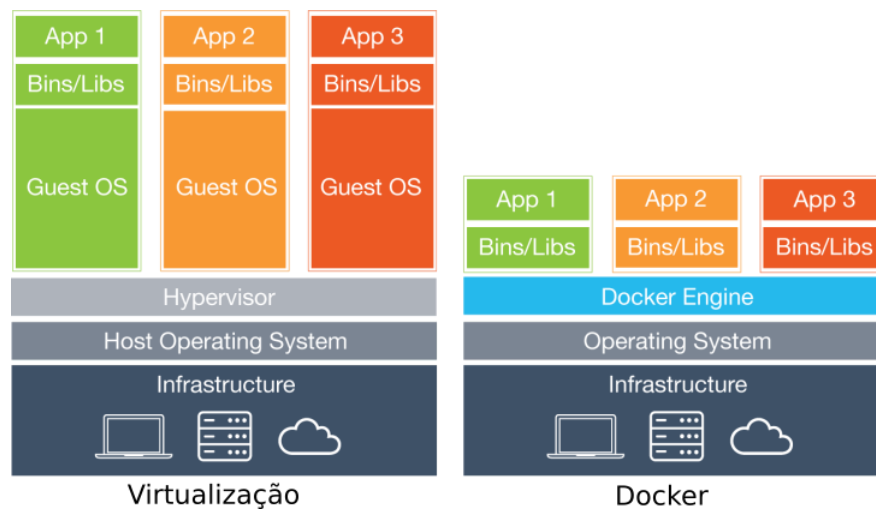 App 1
Bins/Libs
Guest OS
App 2
Bins/Libs
Guest OS
App 3
Bins/Libs
Guest OS
Hypervisor
Host Operating System
Infrastructure
Virtualização
App 1
Bins/Libs
App 2
Bins/Libs
App 3
Bins/Libs
Docker Engine
Operating System
Infrastructure
Docker